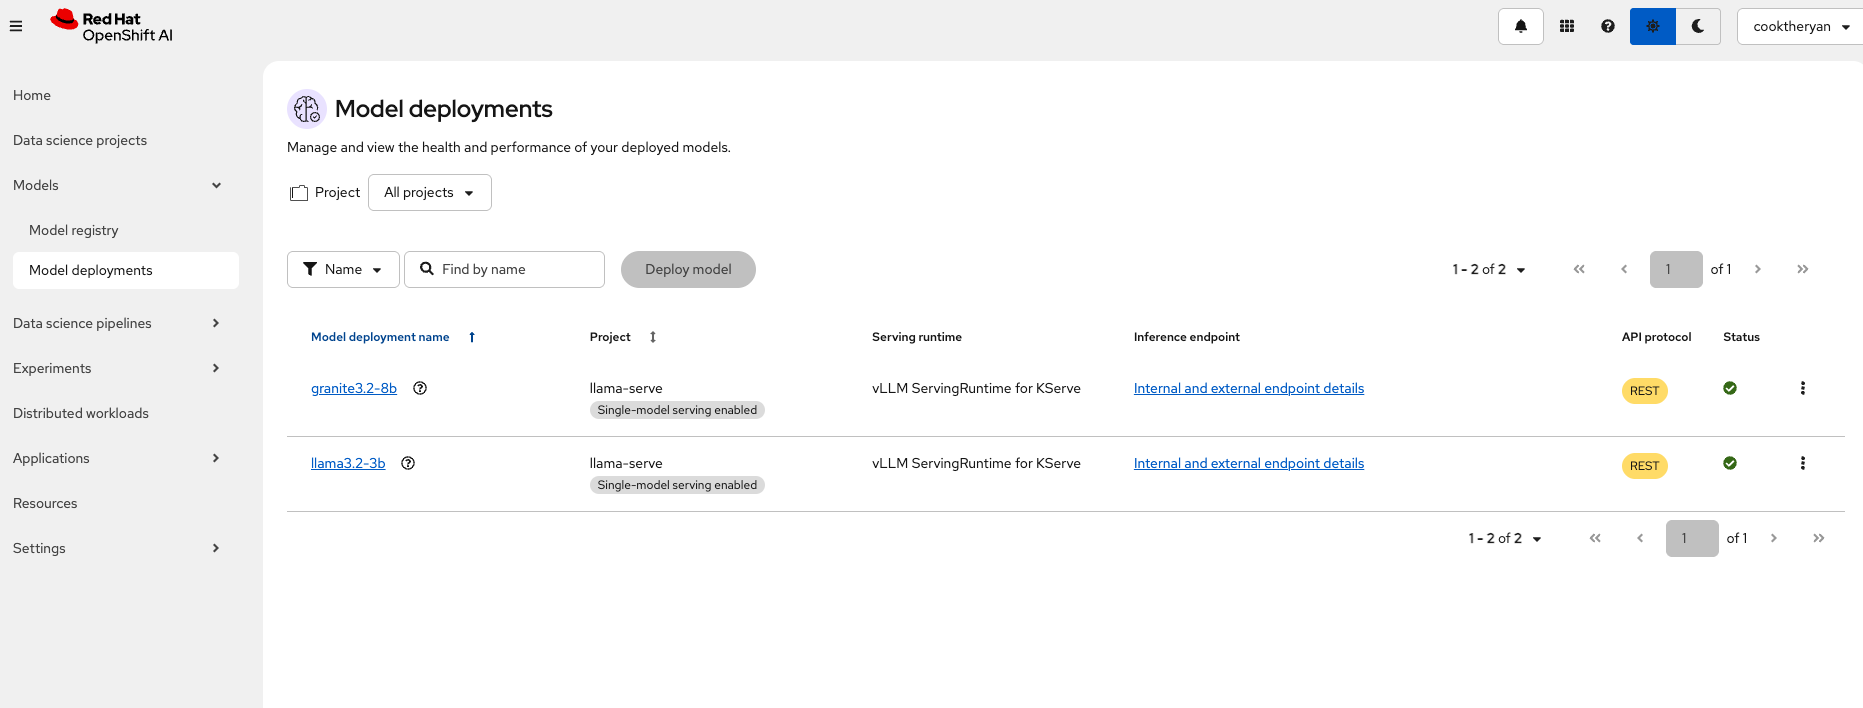 Red Hat
OpenShift AI
cooktheryan
Home
Data science projects
Models
Model registry
Model deployments
Data science pipelines
Experiments
Distributed workloads
Applications
Resources
Settings
Model deployments
Manage and view the health and performance of your deployed models.
Project All projects
Name Find by name Deploy model 1 - 2 of 2 1 of 1
Model deployment name Project Serving runtime Inference endpoint API protocol Status
granite3.2-8b llama-serve vLLM ServingRuntime for KServe Internal and external endpoint details REST
Single-model serving enabled
llama3.2-3b llama-serve vLLM ServingRuntime for KServe Internal and external endpoint details REST
Single-model serving enabled
1 - 2 of 2 1 of 1